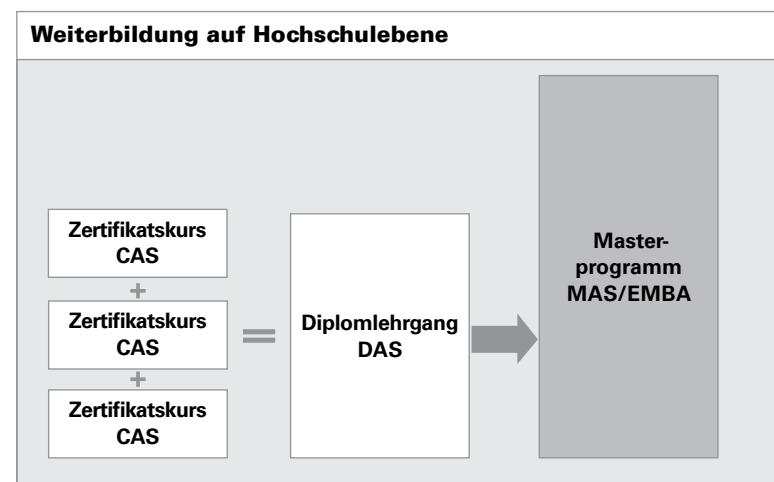 Weiterbildung auf Hochschulebene
Zertifikatskurs
CAS
+
Zertifikatskurs
CAS
+
Zertifikatskurs
CAS
=
Diplomlehrgang
DAS
Master-
programm
MAS/EMBA